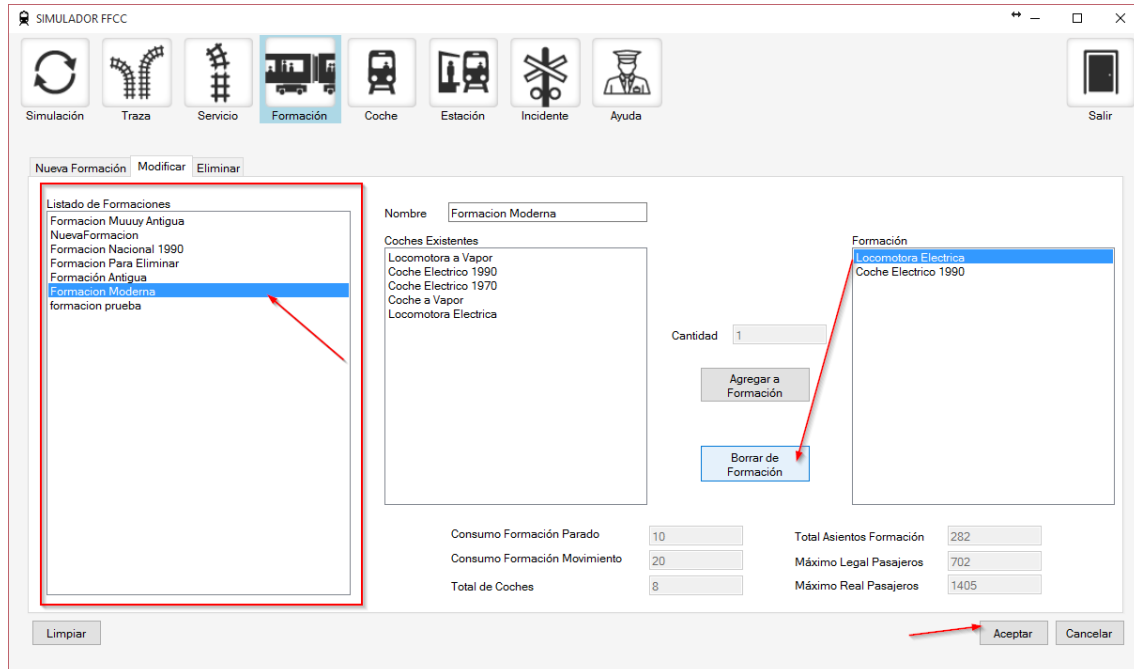 SIMULADOR FFCC
Simulación Traza Servicio Formación Coche Estación Incidente Ayuda Salir
Nueva Formación Modificar Eliminar
Listado de Formaciones
Formacion Muuuy Antigua
NuevaFormacion
Formacion Nacional 1990
Formacion Para Eliminar
Formación Antigua
Formacion Moderna
formacion prueba
Nombre Formacion Moderna
Coches Existentes
Locomotora a Vapor
Coche Electrico 1990
Coche Electrico 1970
Coche a Vapor
Locomotora Electrica
Cantidad 1
Agregar a
Formación
Borrar de
Formación
Formación
Locomotora Electrica
Coche Electrico 1990
Consumo Formación Parado 10
Consumo Formación Movimiento 20
Total de Coches 8
Total Asientos Formación 282
Máximo Legal Pasajeros 702
Máximo Real Pasajeros 1405
Limpiar Aceptar Cancelar